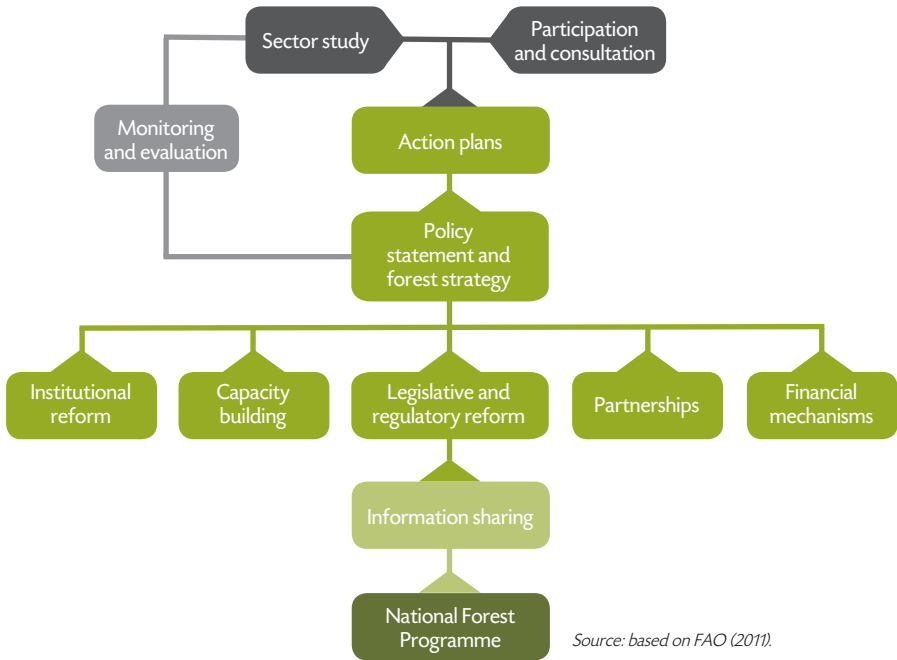 Sector study
Participation
and consultation
Monitoring
and evaluation
Action plans
Policy
statement and
forest strategy
Institutional
reform
Capacity
building
Legislative and
regulatory reform
Partnerships
Financial
mechanisms
Information sharing
National Forest
Programme
Source: based on FAO (2011).